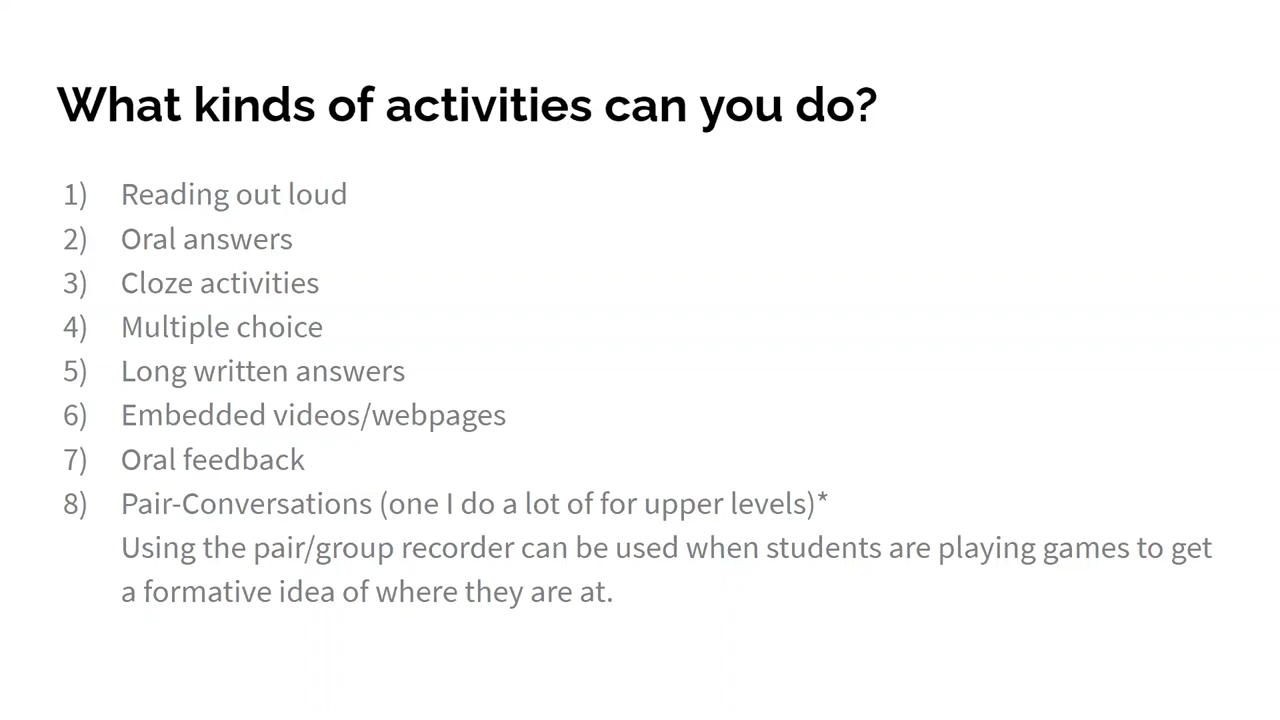 What kinds of activities can you do?
1) Reading out loud
2) Oral answers
3) Cloze activities
4) Multiple choice
5) Long written answers
6) Embedded videos/webpages
7) Oral feedback
8) Pair-Conversations (one I do a lot of for upper levels)*
Using the pair/group recorder can be used when students are playing games to get
a formative idea of where they are at.